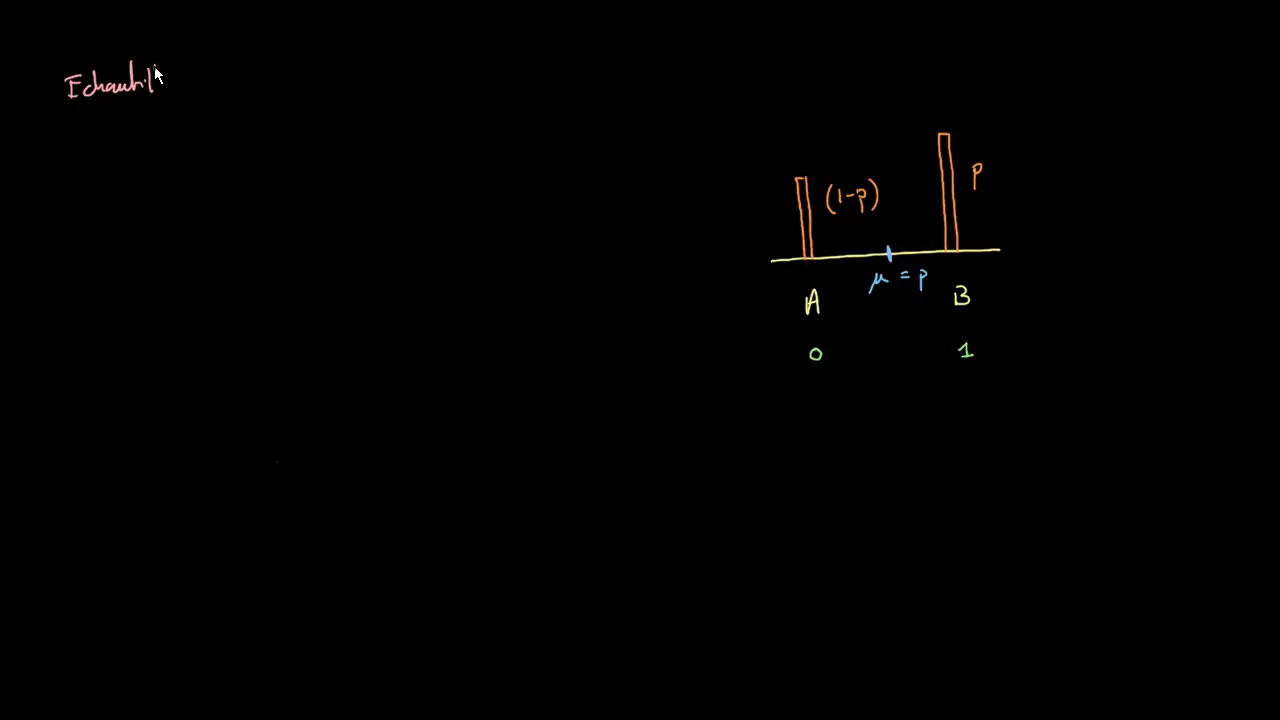 Echantil
(1-p)
p
μ = p
A
B
0
1